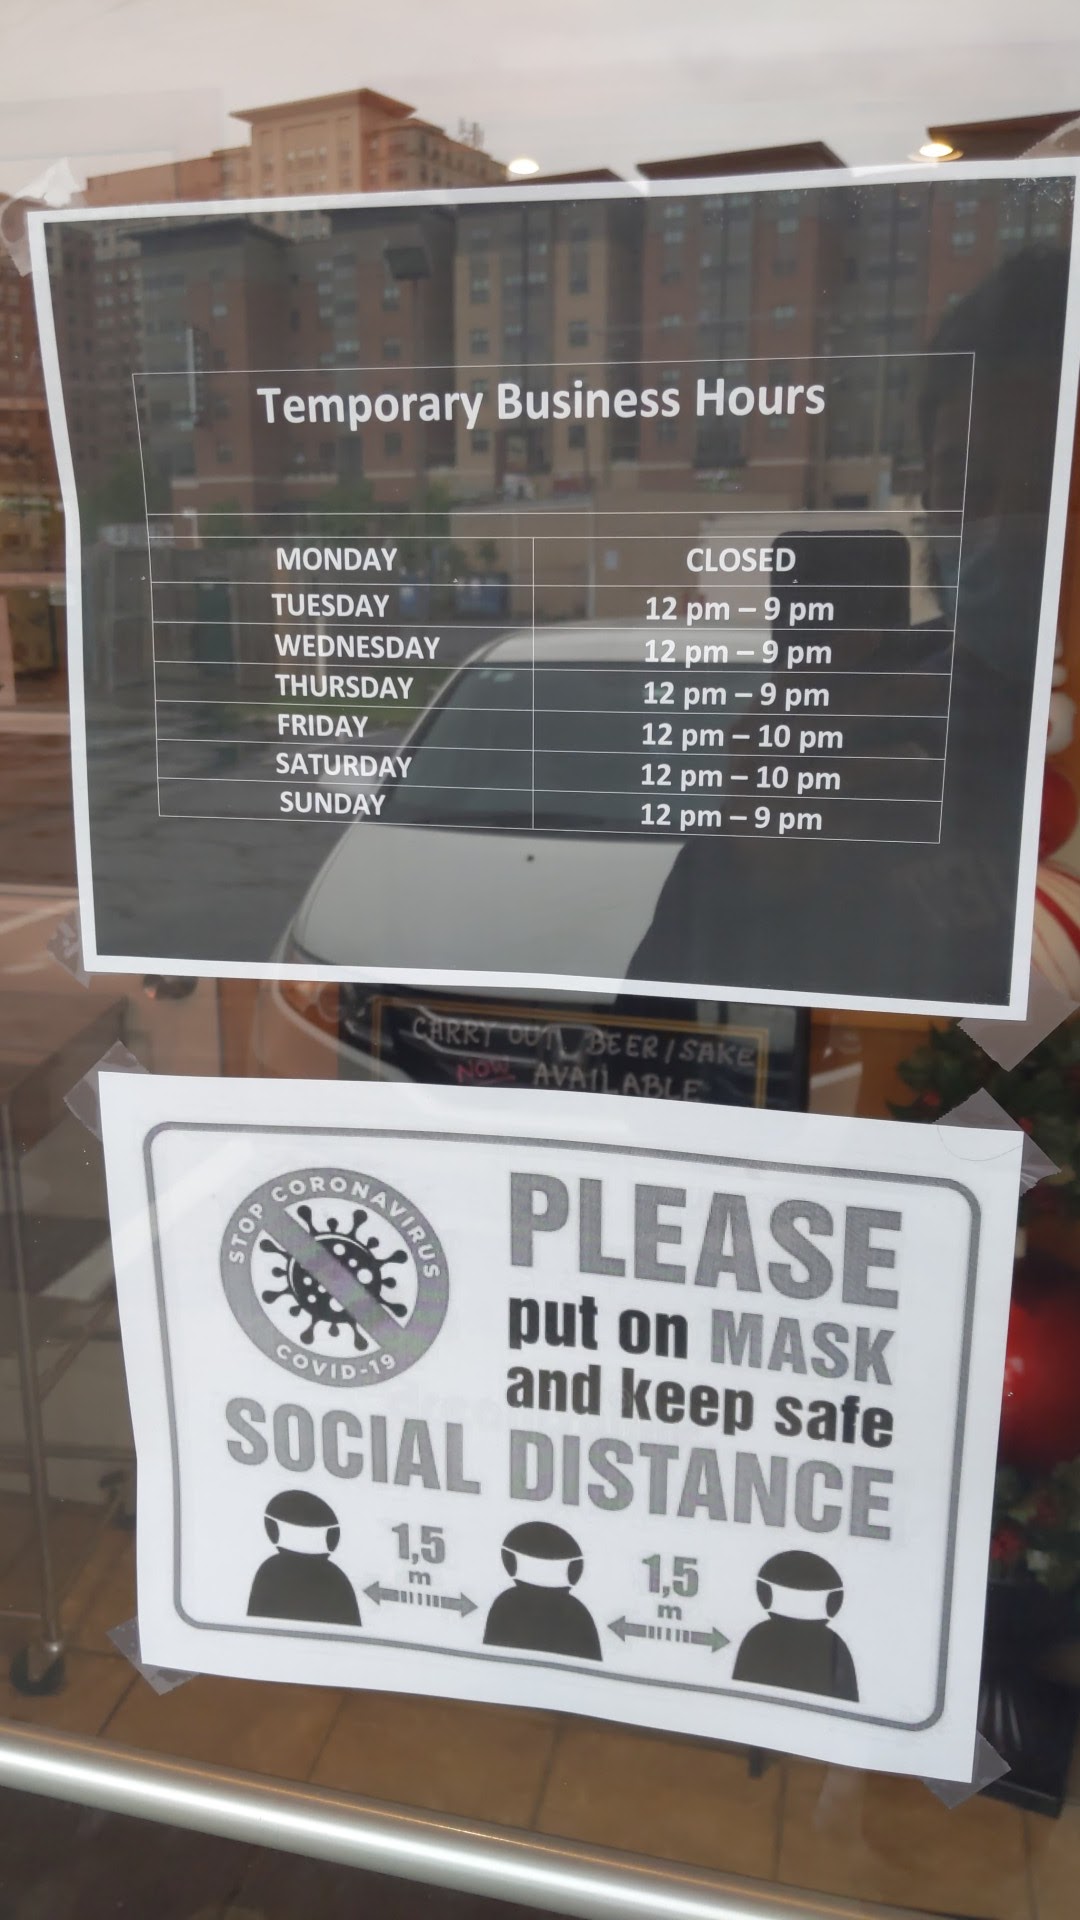 Temporary Business Hours
MONDAY CLOSED
TUESDAY 12 pm – 9 pm
WEDNESDAY 12 pm – 9 pm
THURSDAY 12 pm – 9 pm
FRIDAY 12 pm – 10 pm
SATURDAY 12 pm – 10 pm
SUNDAY 12 pm – 9 pm
CARRY OUT BEER/SAKE
NOW AVAILABLE
STOP CORONAVIRUS
COVID-19
PLEASE
put on MASK
and keep safe
SOCIAL DISTANCE
1,5
m
1,5
m